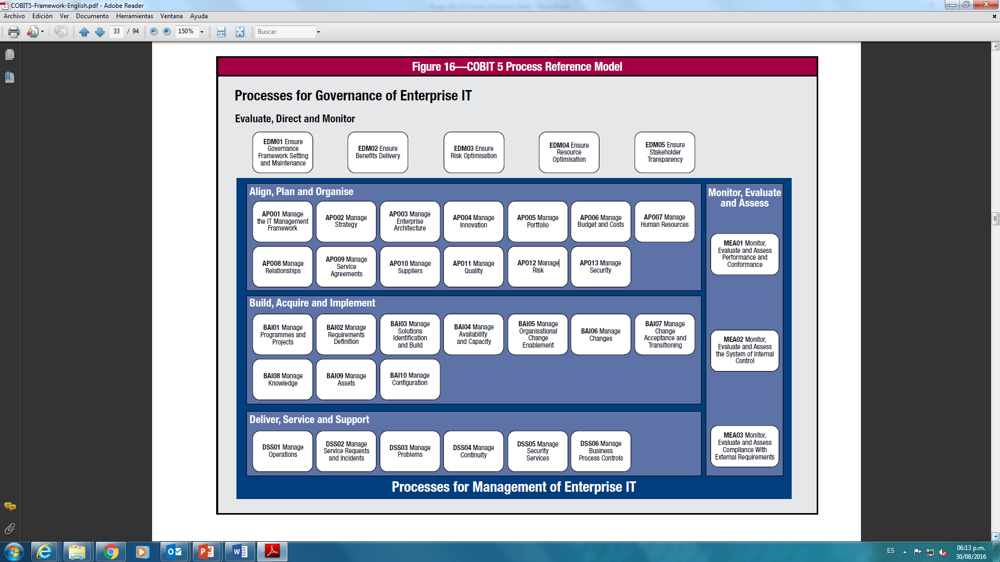 COBIT5-Framework-English.pdf - Adobe Reader
Archivo Edición Ver Documento Herramientas Ventana Ayuda
33 / 94 150% Buscar
Figure 16—COBIT 5 Process Reference Model
Processes for Governance of Enterprise IT
Evaluate, Direct and Monitor
EDM01 Ensure
Governance
Framework Setting
and Maintenance
EDM02 Ensure
Benefits Delivery
EDM03 Ensure
Risk Optimisation
EDM04 Ensure
Resource
Optimisation
EDM05 Ensure
Stakeholder
Transparency
Align, Plan and Organise
APO01 Manage
the IT Management
Framework
APO02 Manage
Strategy
APO03 Manage
Enterprise
Architecture
APO04 Manage
Innovation
APO05 Manage
Portfolio
APO06 Manage
Budget and Costs
APO07 Manage
Human Resources
APO08 Manage
Relationships
APO09 Manage
Service
Agreements
APO10 Manage
Suppliers
APO11 Manage
Quality
APO12 Manage
Risk
APO13 Manage
Security
Build, Acquire and Implement
BAI01 Manage
Programmes and
Projects
BAI02 Manage
Requirements
Definition
BAI03 Manage
Solutions
Identification
and Build
BAI04 Manage
Availability
and Capacity
BAI05 Manage
Organisational
Change
Enablement
BAI06 Manage
Changes
BAI07 Manage
Change
Acceptance and
Transitioning
BAI08 Manage
Knowledge
BAI09 Manage
Assets
BAI10 Manage
Configuration
Deliver, Service and Support
DSS01 Manage
Operations
DSS02 Manage
Service Requests
and Incidents
DSS03 Manage
Problems
DSS04 Manage
Continuity
DSS05 Manage
Security
Services
DSS06 Manage
Business
Process Controls
Monitor, Evaluate
and Assess
MEA01 Monitor,
Evaluate and Assess
Performance and
Conformance
MEA02 Monitor,
Evaluate and Assess
the System of Internal
Control
MEA03 Monitor,
Evaluate and Assess
Compliance With
External Requirements
Processes for Management of Enterprise IT
ES
06:13 p.m.
30/08/2016